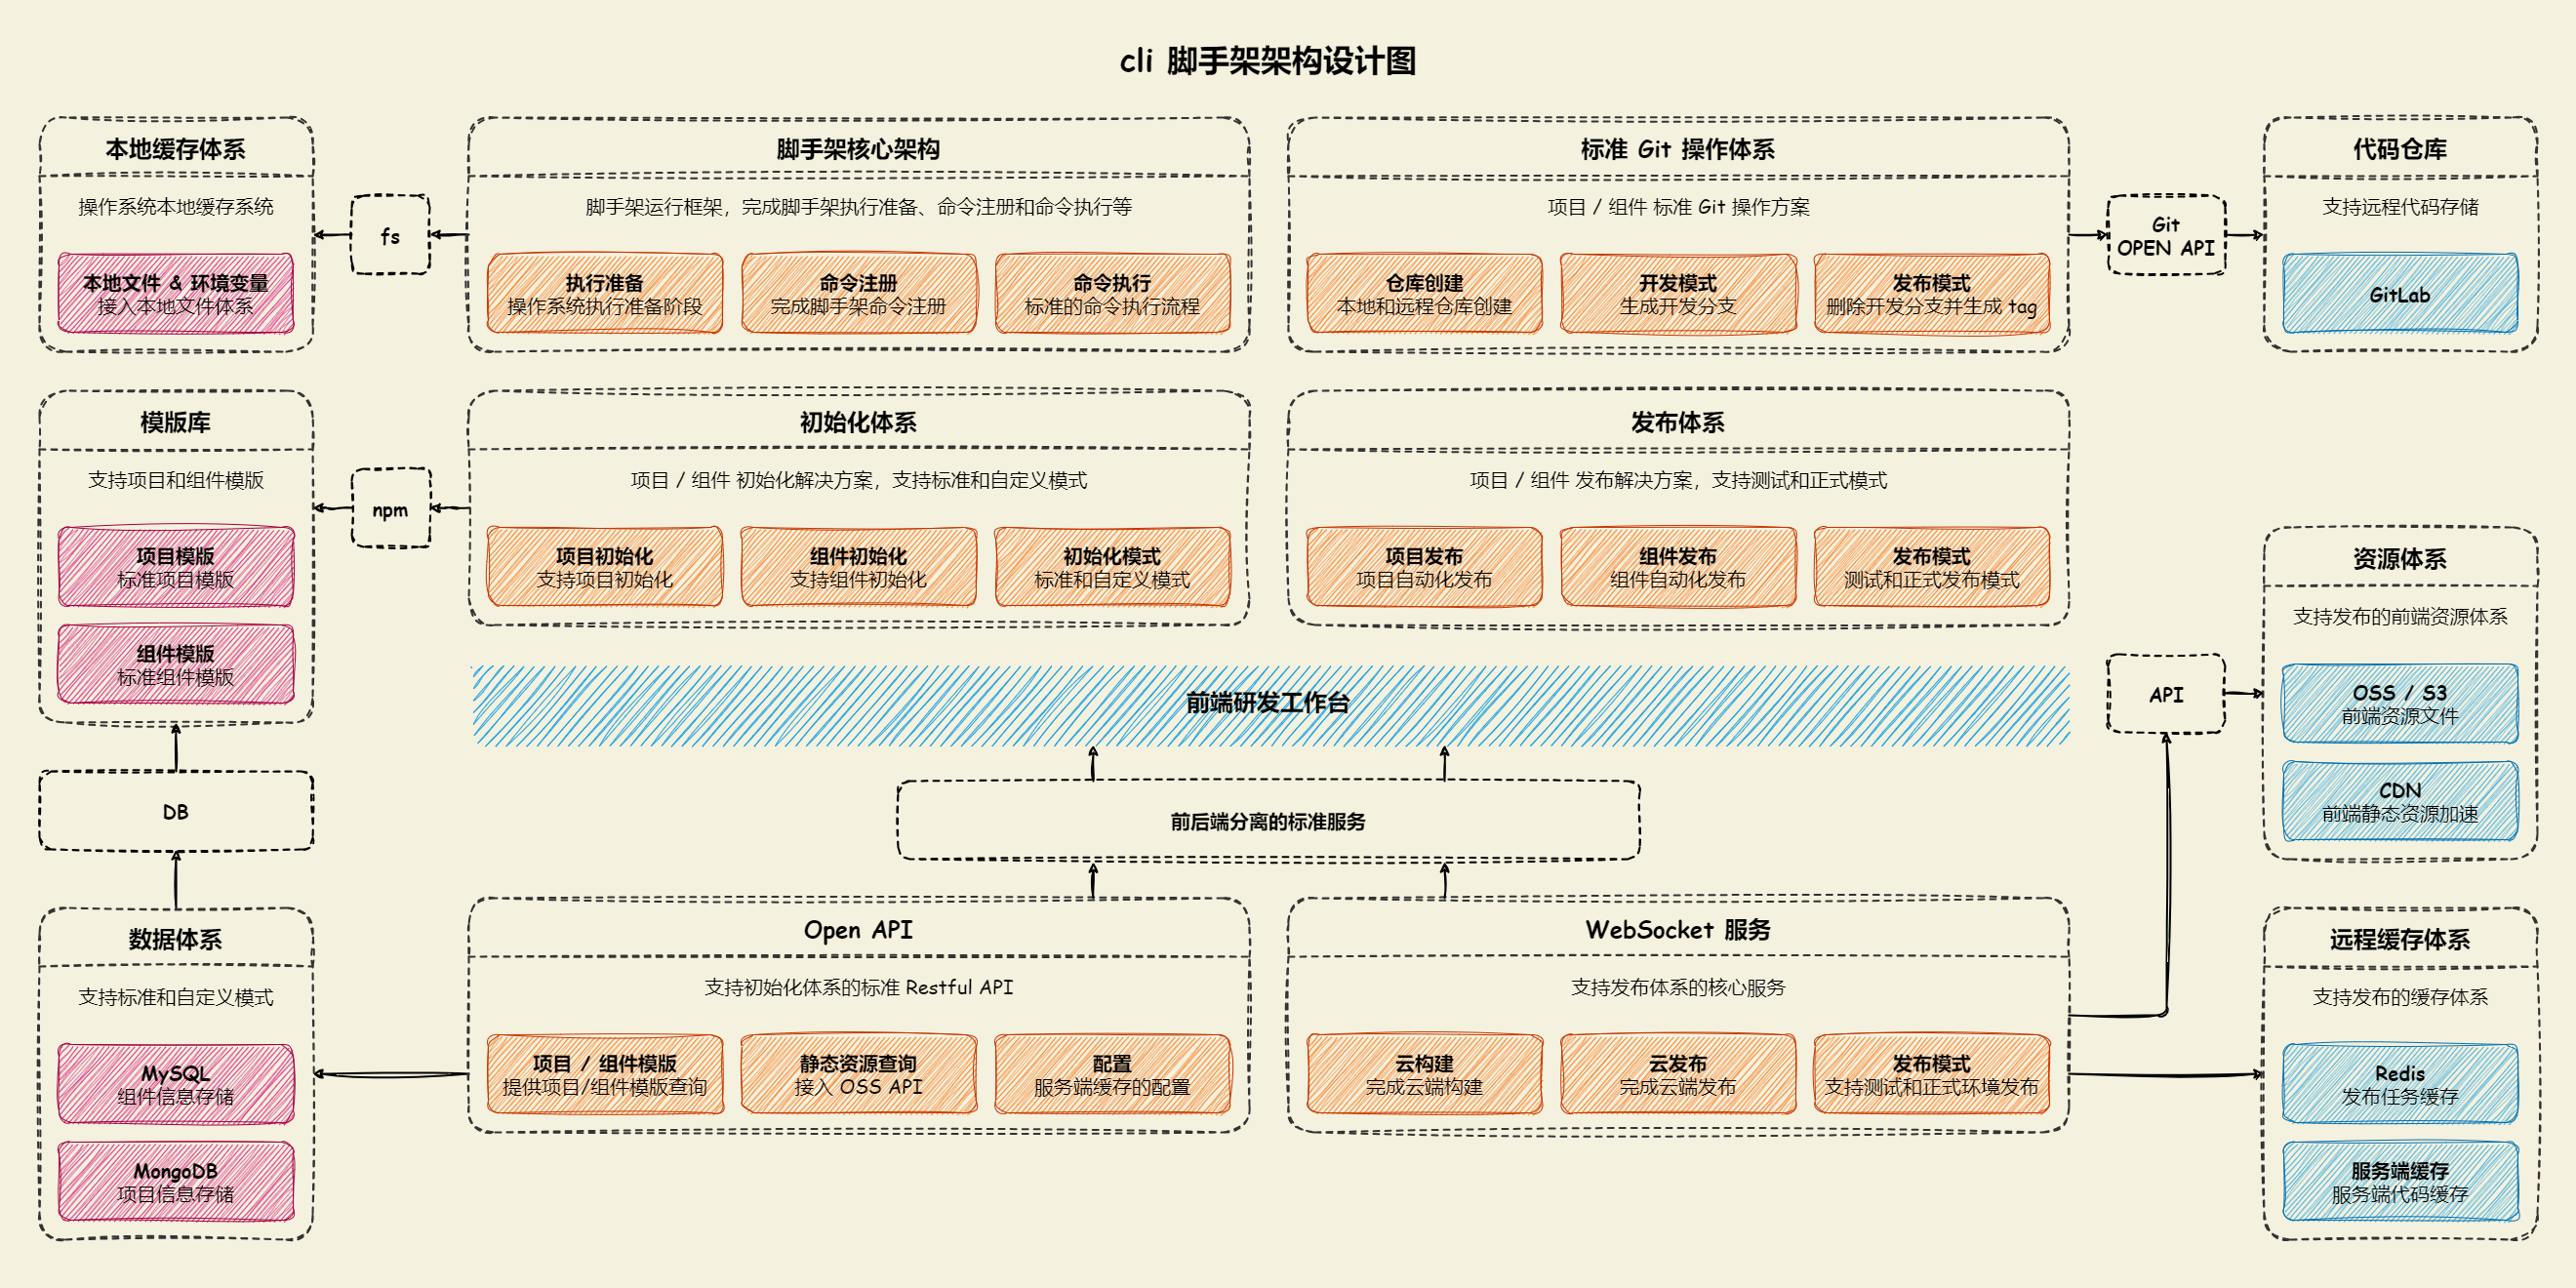 cli 脚手架架构设计图
本地缓存体系
操作系统本地缓存系统
本地文件 & 环境变量
接入本地文件体系
fs
脚手架核心架构
脚手架运行框架，完成脚手架执行准备、命令注册和命令执行等
执行准备
操作系统执行准备阶段
命令注册
完成脚手架命令注册
命令执行
标准的命令执行流程
标准 Git 操作体系
项目 / 组件 标准 Git 操作方案
仓库创建
本地和远程仓库创建
开发模式
生成开发分支
发布模式
删除开发分支并生成 tag
Git
OPEN API
代码仓库
支持远程代码存储
GitLab
模版库
支持项目和组件模版
项目模版
标准项目模版
组件模版
标准组件模版
npm
初始化体系
项目 / 组件 初始化解决方案，支持标准和自定义模式
项目初始化
支持项目初始化
组件初始化
支持组件初始化
初始化模式
标准和自定义模式
发布体系
项目 / 组件 发布解决方案，支持测试和正式模式
项目发布
项目自动化发布
组件发布
组件自动化发布
发布模式
测试和正式发布模式
资源体系
支持发布的前端资源体系
OSS / S3
前端资源文件
CDN
前端静态资源加速
前端研发工作台
API
DB
前后端分离的标准服务
数据体系
支持标准和自定义模式
MySQL
组件信息存储
MongoDB
项目信息存储
Open API
支持初始化体系的标准 Restful API
项目 / 组件模版
提供项目/组件模版查询
静态资源查询
接入 OSS API
配置
服务端缓存的配置
WebSocket 服务
支持发布体系的核心服务
云构建
完成云端构建
云发布
完成云端发布
发布模式
支持测试和正式环境发布
远程缓存体系
支持发布的缓存体系
Redis
发布任务缓存
服务端缓存
服务端代码缓存